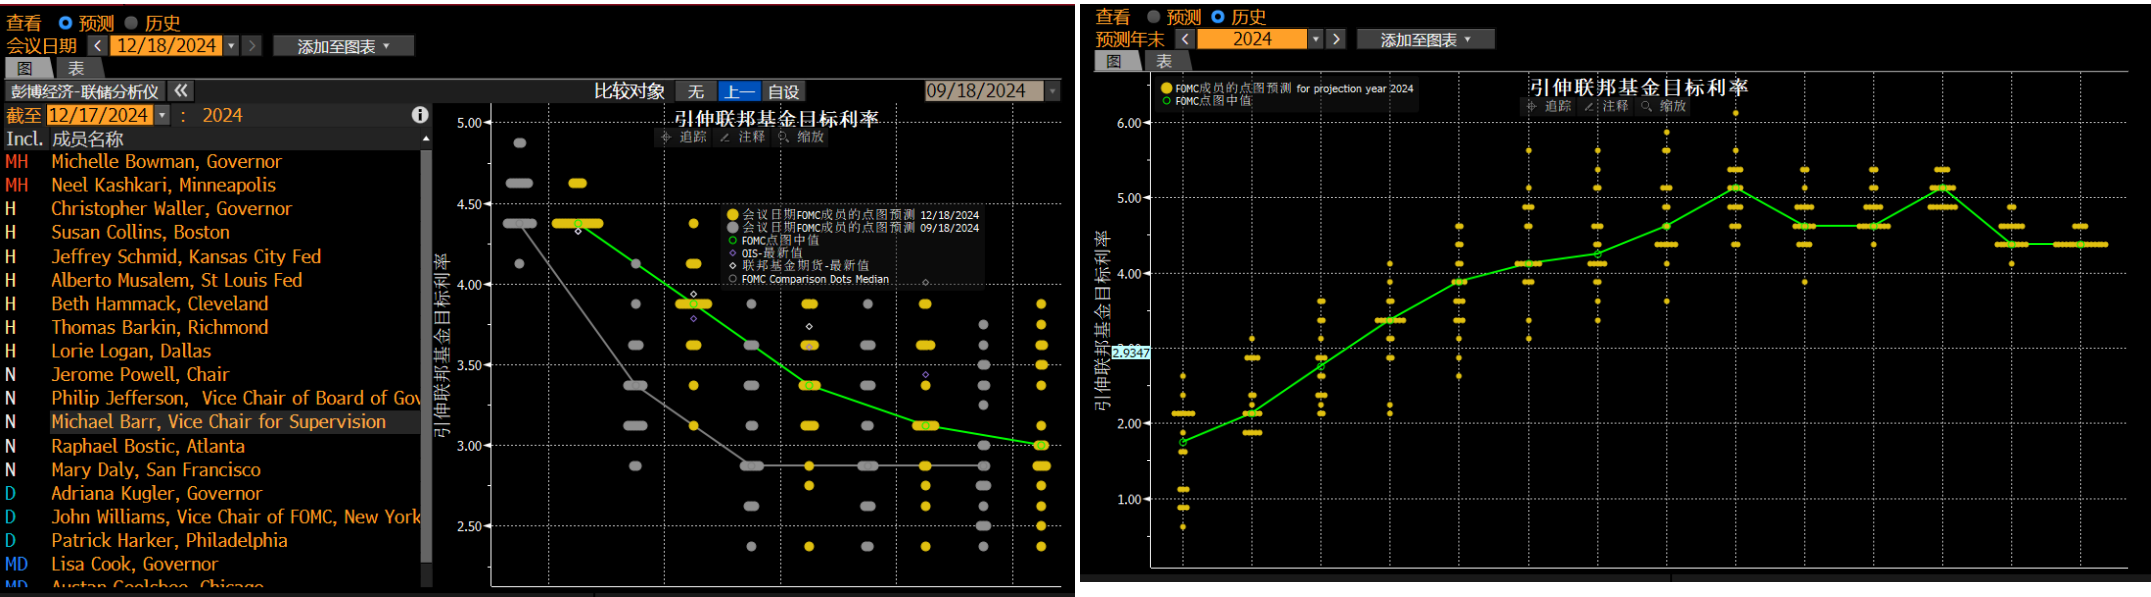 查看 预测 历史
会议日期 < 12/18/2024 > 添加至图表
图 表
彭博经济-联储分析仪 «
比较对象 无 上一 自设 09/18/2024
截至 12/17/2024 : 2024
Incl. 成员名称
MH Michelle Bowman, Governor
MH Neel Kashkari, Minneapolis
H Christopher Waller, Governor
H Susan Collins, Boston
H Jeffrey Schmid, Kansas City Fed
H Alberto Musalem, St Louis Fed
H Beth Hammack, Cleveland
H Thomas Barkin, Richmond
H Lorie Logan, Dallas
N Jerome Powell, Chair
N Philip Jefferson, Vice Chair of Board of Gov
N Michael Barr, Vice Chair for Supervision
N Raphael Bostic, Atlanta
N Mary Daly, San Francisco
D Adriana Kugler, Governor
D John Williams, Vice Chair of FOMC, New York
D Patrick Harker, Philadelphia
MD Lisa Cook, Governor
MD Austan Goolsbee, Chicago
引伸联邦基金目标利率
追踪 注释 缩放
会议日期FOMC成员的点图预测 12/18/2024
会议日期FOMC成员的点图预测 09/18/2024
FOMC点图中值
OIS-最新值
联邦基金期货-最新值
FOMC Comparison Dots Median
引伸联邦基金目标利率
5.00
4.50
4.00
3.50
3.00
2.50
查看 预测 历史
预测年末 < 2024 > 添加至图表
图 表
FOMC成员的点图预测 for projection year 2024
FOMC点图中值
引伸联邦基金目标利率
追踪 注释 缩放
引伸联邦基金目标利率
6.00
5.00
4.00
3.00
2.9347
2.00
1.00